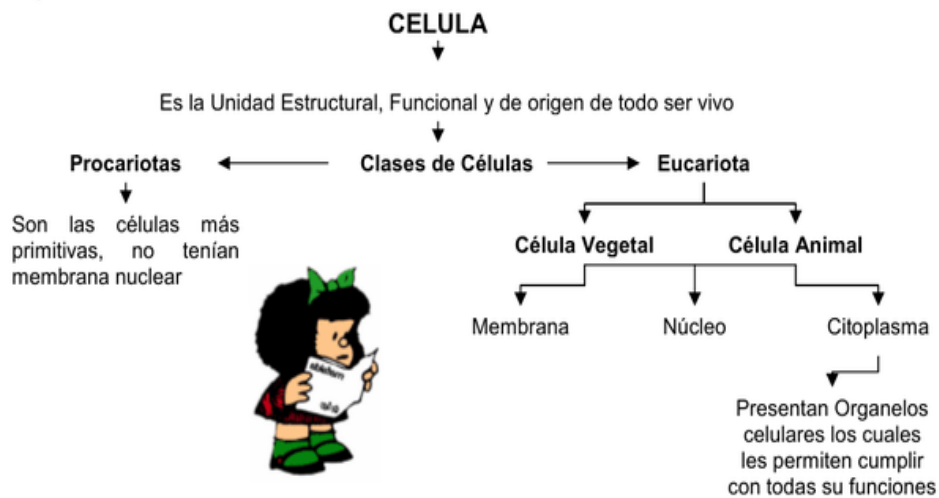 CELULA
Es la Unidad Estructural, Funcional y de origen de todo ser vivo
Procariotas
Clases de Células
Eucariota
Son las células más
primitivas, no tenían
membrana nuclear
Célula Vegetal
Célula Animal
Membrana
Núcleo
Citoplasma
Presentan Organelos
celulares los cuales
les permiten cumplir
con todas su funciones